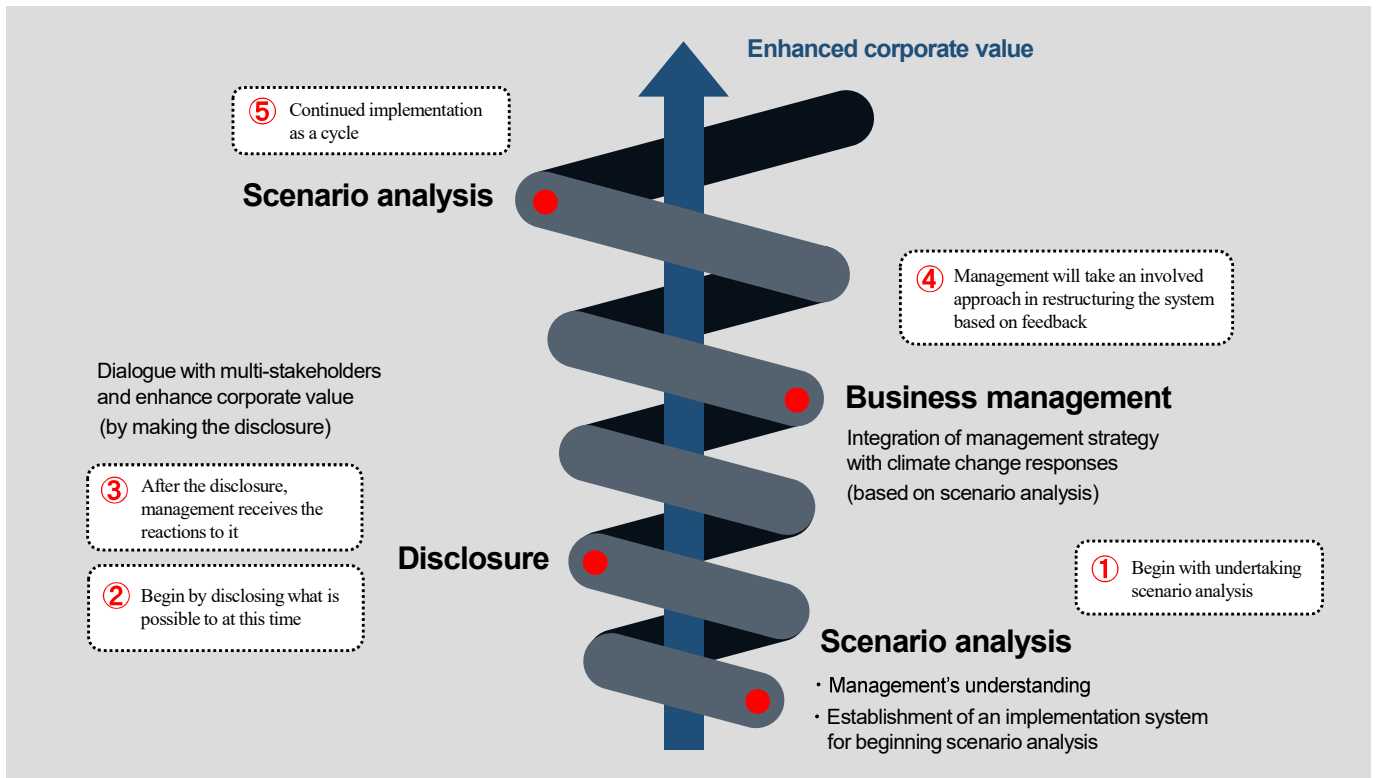 Enhanced corporate value
⑤ Continued implementation
as a cycle
Scenario analysis
④ Management will take an involved
approach in restructuring the system
based on feedback
Dialogue with multi-stakeholders
and enhance corporate value
(by making the disclosure)
Business management
Integration of management strategy
with climate change responses
(based on scenario analysis)
③ After the disclosure,
management receives the
reactions to it
Disclosure
② Begin by disclosing what is
possible to at this time
① Begin with undertaking
scenario analysis
Scenario analysis
・Management's understanding
・Establishment of an implementation system
for beginning scenario analysis